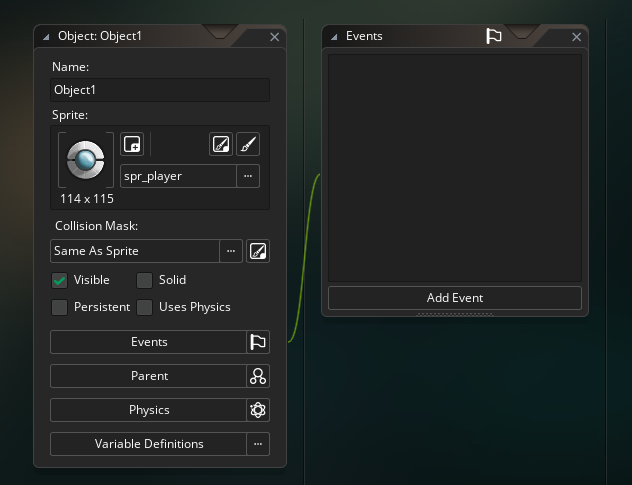 Object: Object1
Name:
Object1
Sprite:
spr_player
...
114 x 115
Collision Mask:
Same As Sprite
...
Visible
Solid
Persistent
Uses Physics
Events
Parent
Physics
Variable Definitions
...
Events
Add Event